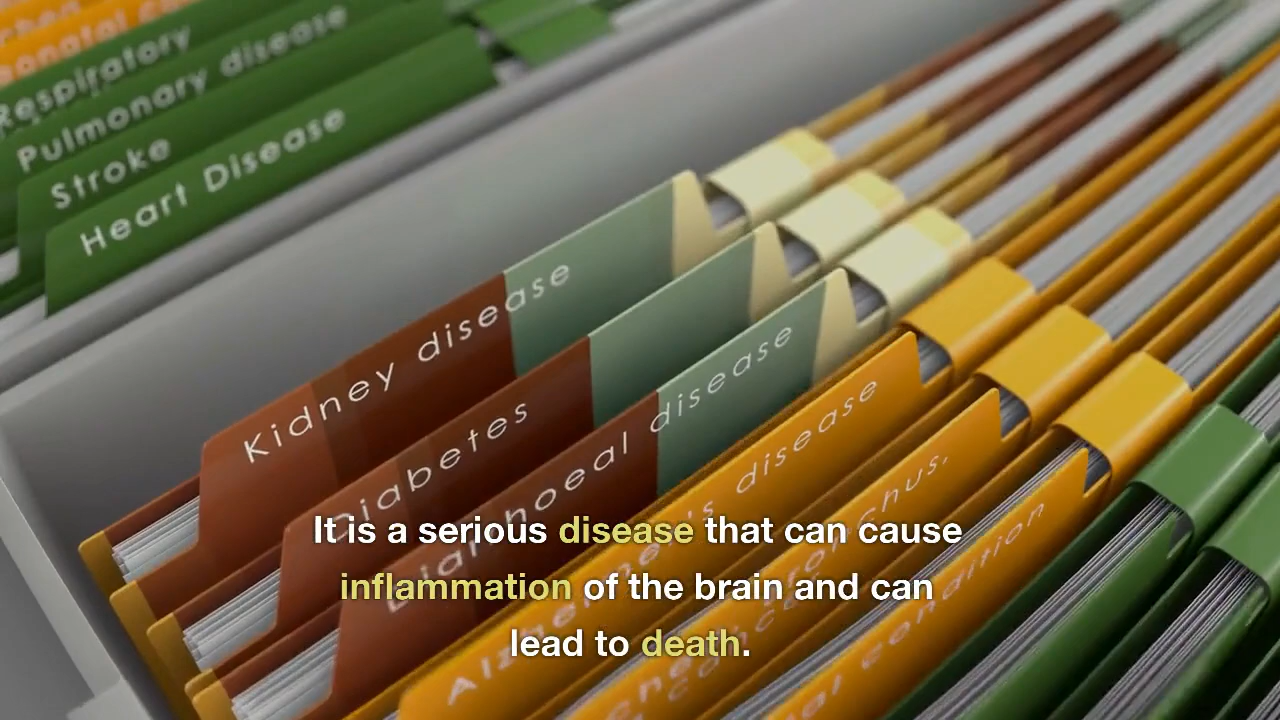 Respiratory
Pulmonary disease
Stroke
Heart Disease
Kidney disease
Diabetes
Diarrhoeal disease
disease
It is a serious disease that can cause
inflammation of the brain and can
lead to death.